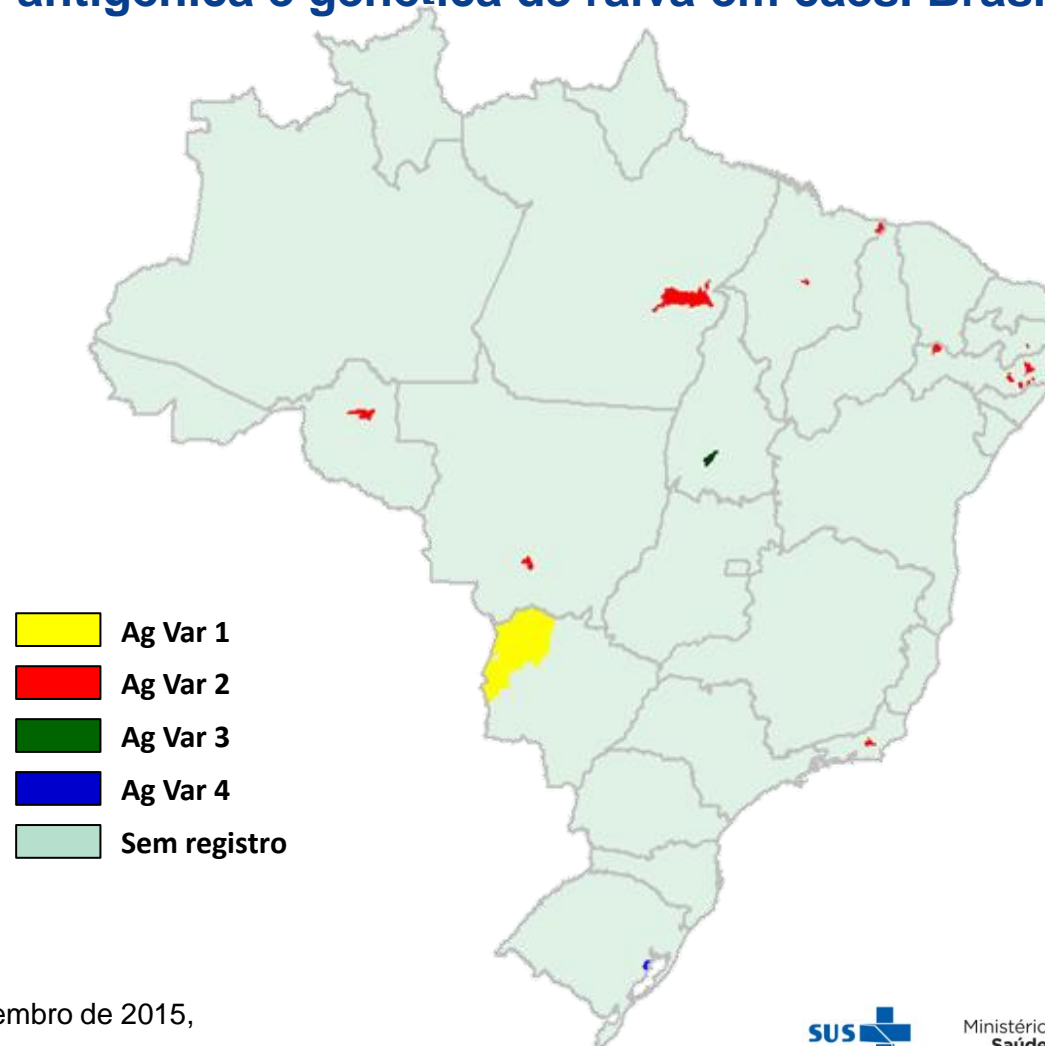 antigênica e genética de raiva em cães. Brasil
Ag Var 1
Ag Var 2
Ag Var 3
Ag Var 4
Sem registro
embro de 2015,
SUS
Ministério
Saúde